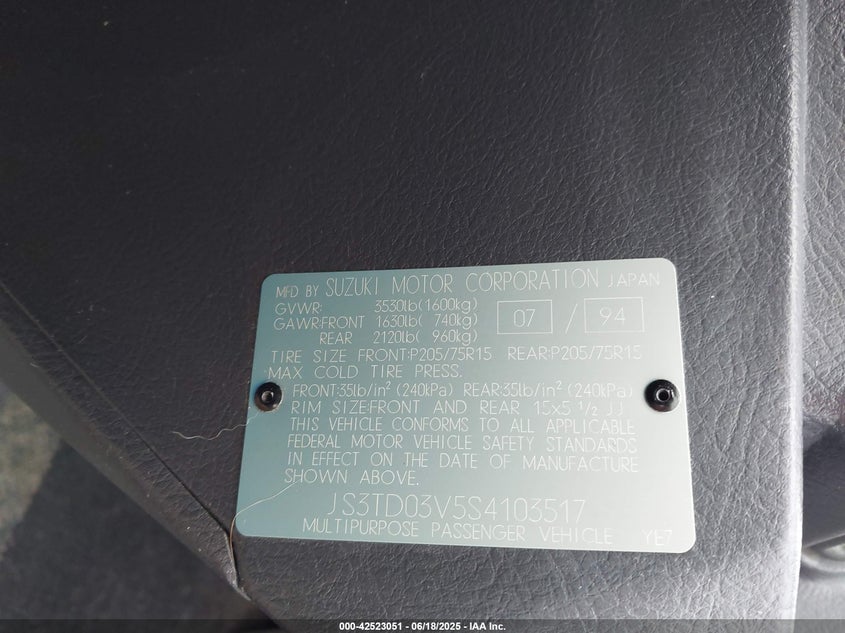 MFD BY SUZUKI MOTOR CORPORATION JAPAN
GVWR: 3530lb(1600kg)
GAWR:FRONT 1630lb( 740kg) 07 / 94
REAR 2120lb( 960kg)
TIRE SIZE FRONT:P205/75R15 REAR:P205/75R15
MAX COLD TIRE PRESS.
FRONT:35lb/in² (240kPa) REAR:35lb/in² (240kPa)
RIM SIZE:FRONT AND REAR 15x5 1/2 JJ
THIS VEHICLE CONFORMS TO ALL APPLICABLE
FEDERAL MOTOR VEHICLE SAFETY STANDARDS
IN EFFECT ON THE DATE OF MANUFACTURE
SHOWN ABOVE.
JS3TD03V5S4103517
MULTIPURPOSE PASSENGER VEHICLE YE7
000-42523051 - 06/18/2025 - IAA Inc.